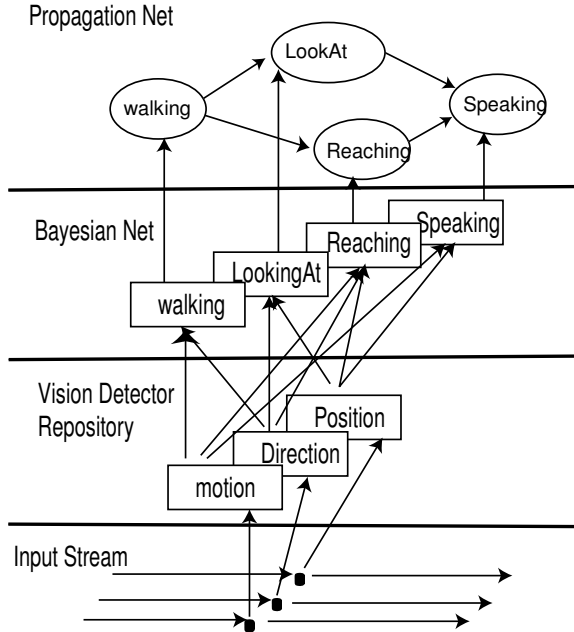 Propagation Net
LookAt
walking
Speaking
Reaching
Bayesian Net
Speaking
Reaching
LookingAt
walking
Vision Detector
Repository
Position
Direction
motion
Input Stream